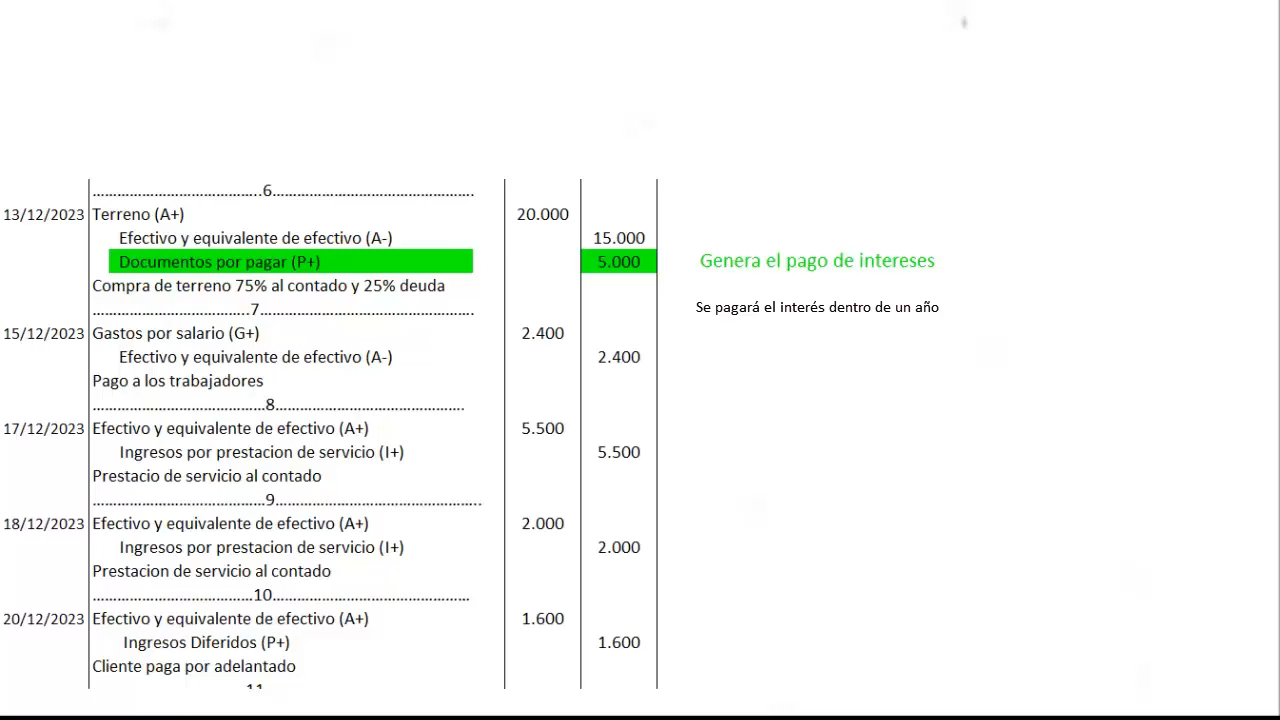 ……………………………………..6…………………………………………….
13/12/2023 Terreno (A+) 20.000
Efectivo y equivalente de efectivo (A-) 15.000
Documentos por pagar (P+) 5.000 Genera el pago de intereses
Compra de terreno 75% al contado y 25% deuda
Se pagará el interés dentro de un año
…………………………………..7…………………………………………….
15/12/2023 Gastos por salario (G+) 2.400
Efectivo y equivalente de efectivo (A-) 2.400
Pago a los trabajadores
………………………………………8………………………………………….
17/12/2023 Efectivo y equivalente de efectivo (A+) 5.500
Ingresos por prestacion de servicio (I+) 5.500
Prestacio de servicio al contado
………………………………………9……………………………………………..
18/12/2023 Efectivo y equivalente de efectivo (A+) 2.000
Ingresos por prestacion de servicio (I+) 2.000
Prestacion de servicio al contado
……………………………………10……………………………………………
20/12/2023 Efectivo y equivalente de efectivo (A+) 1.600
Ingresos Diferidos (P+) 1.600
Cliente paga por adelantado
11